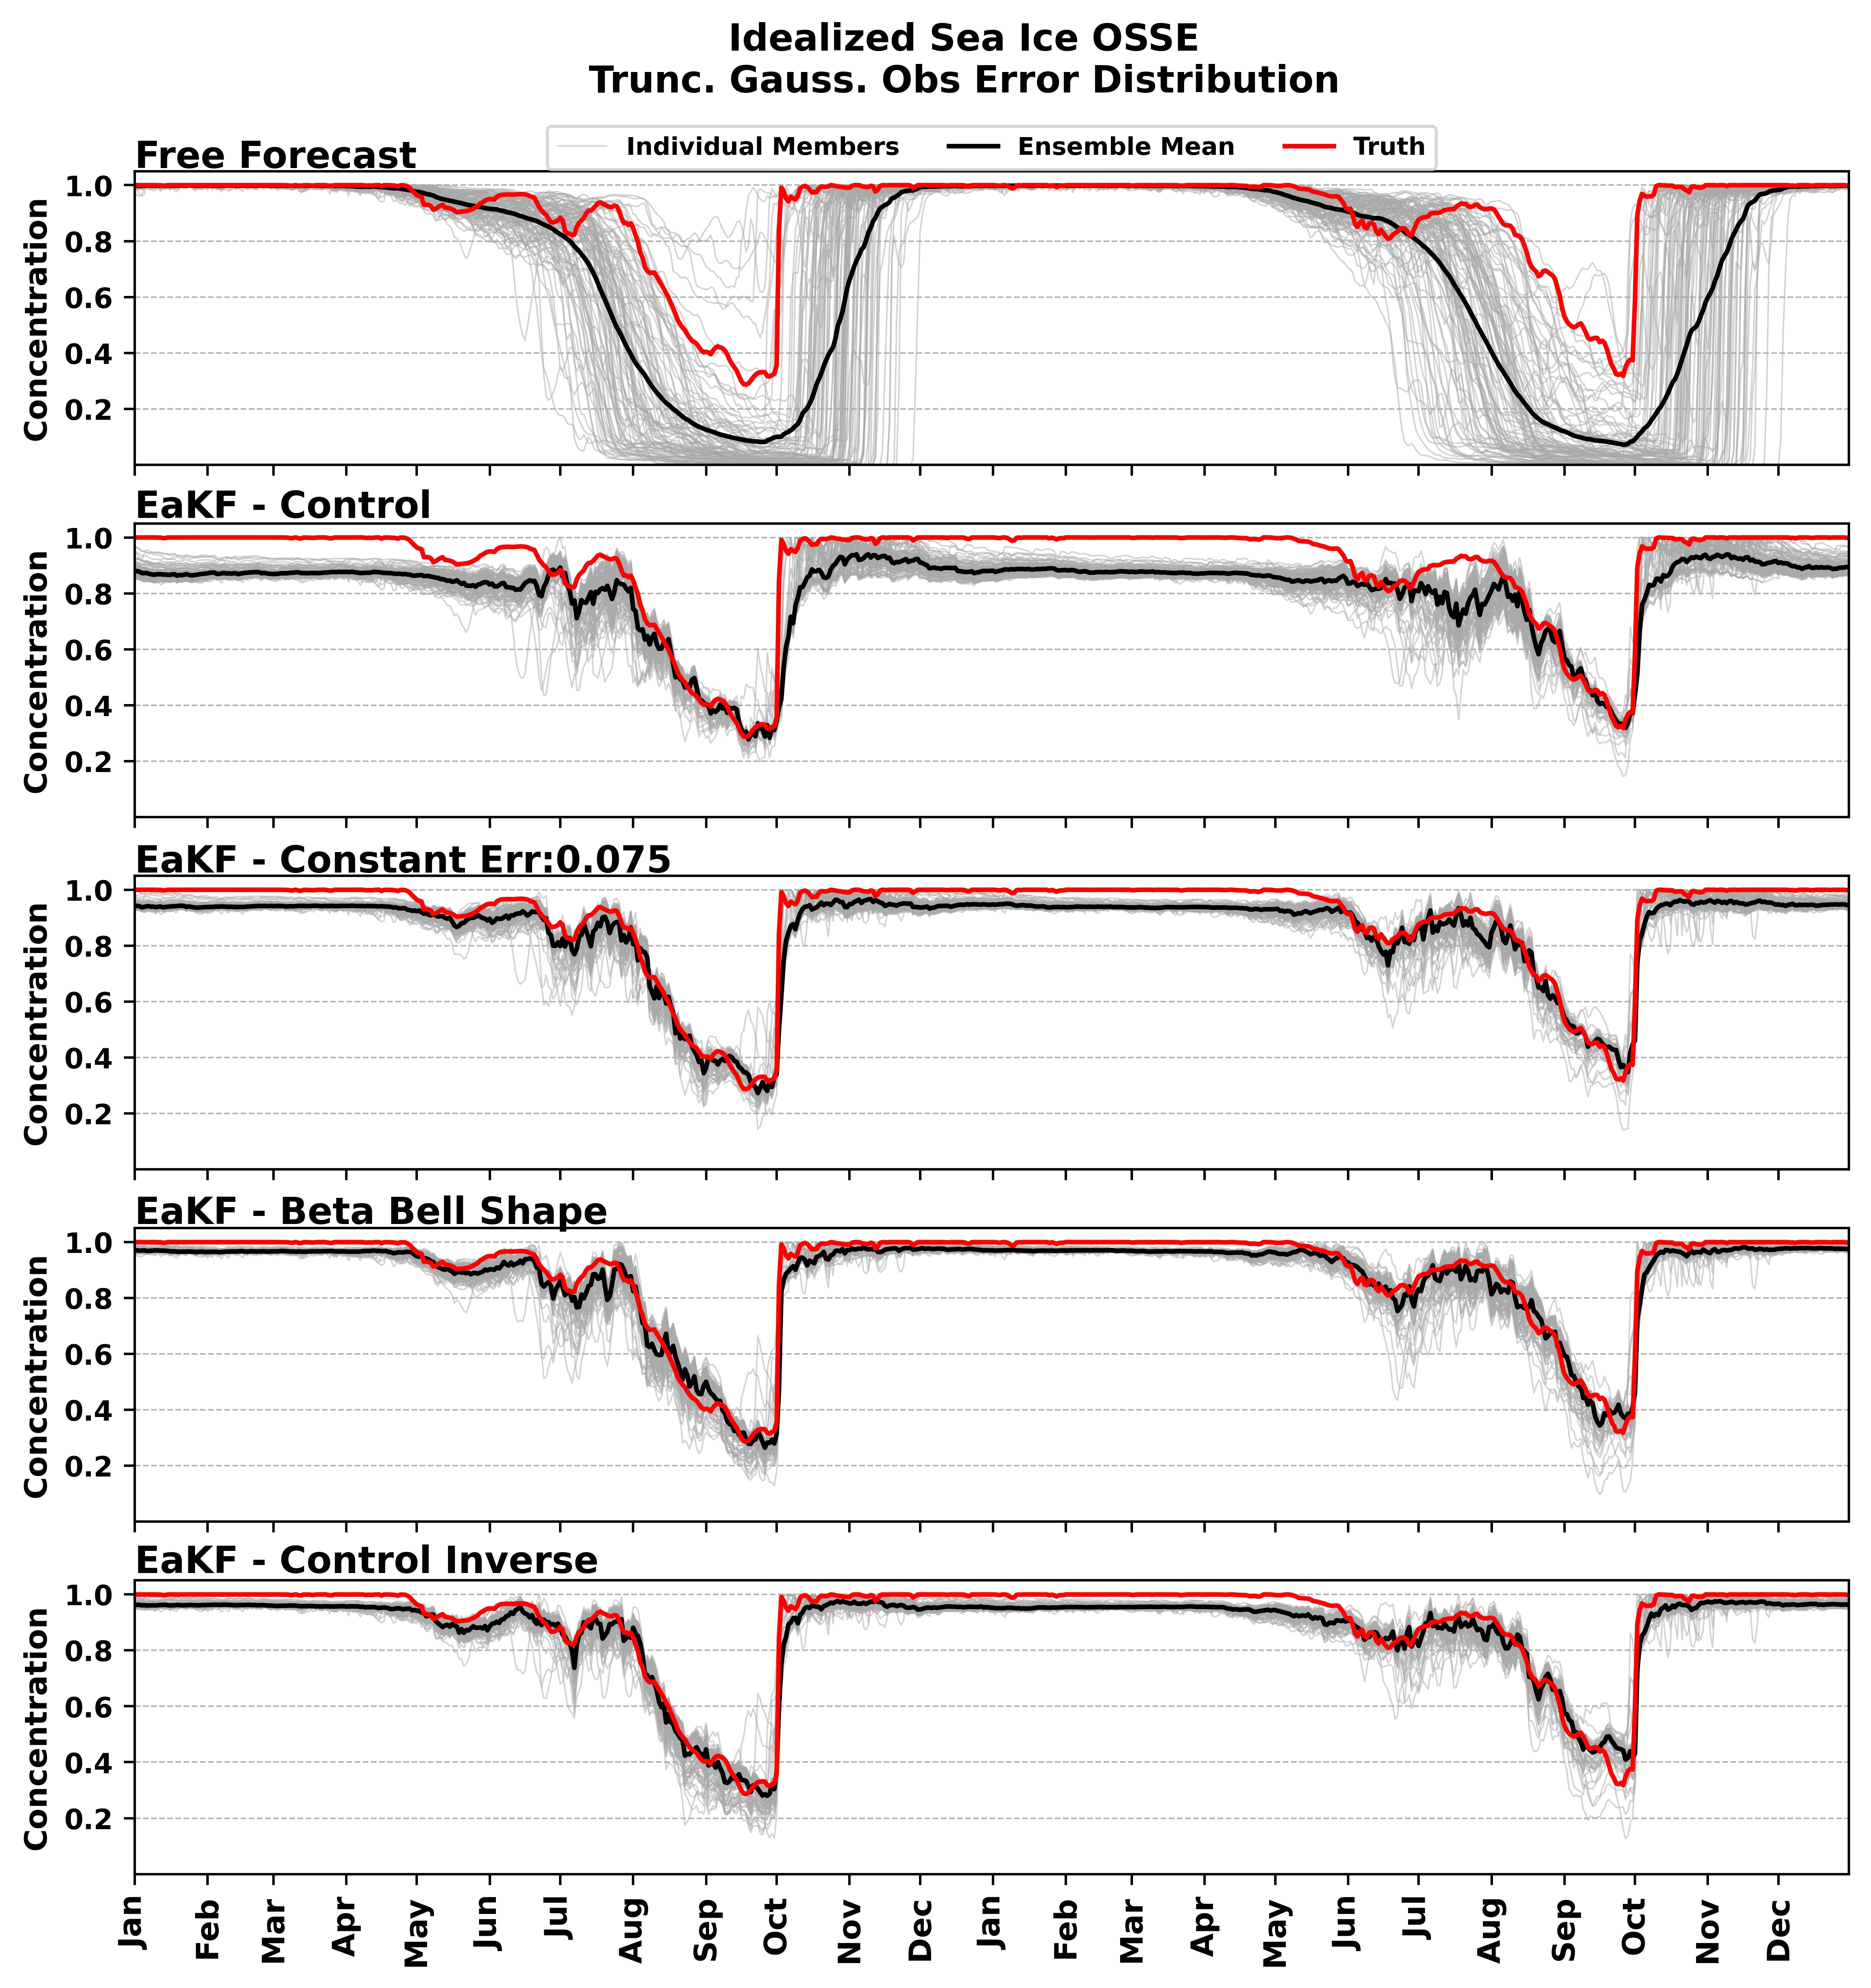 Idealized Sea Ice OSSE
Trunc. Gauss. Obs Error Distribution
Individual Members Ensemble Mean Truth
Free Forecast
Concentration
1.0
0.8
0.6
0.4
0.2
EaKF - Control
Concentration
1.0
0.8
0.6
0.4
0.2
EaKF - Constant Err:0.075
Concentration
1.0
0.8
0.6
0.4
0.2
EaKF - Beta Bell Shape
Concentration
1.0
0.8
0.6
0.4
0.2
EaKF - Control Inverse
Concentration
1.0
0.8
0.6
0.4
0.2
Jan Feb Mar Apr May Jun Jul Aug Sep Oct Nov Dec Jan Feb Mar Apr May Jun Jul Aug Sep Oct Nov Dec